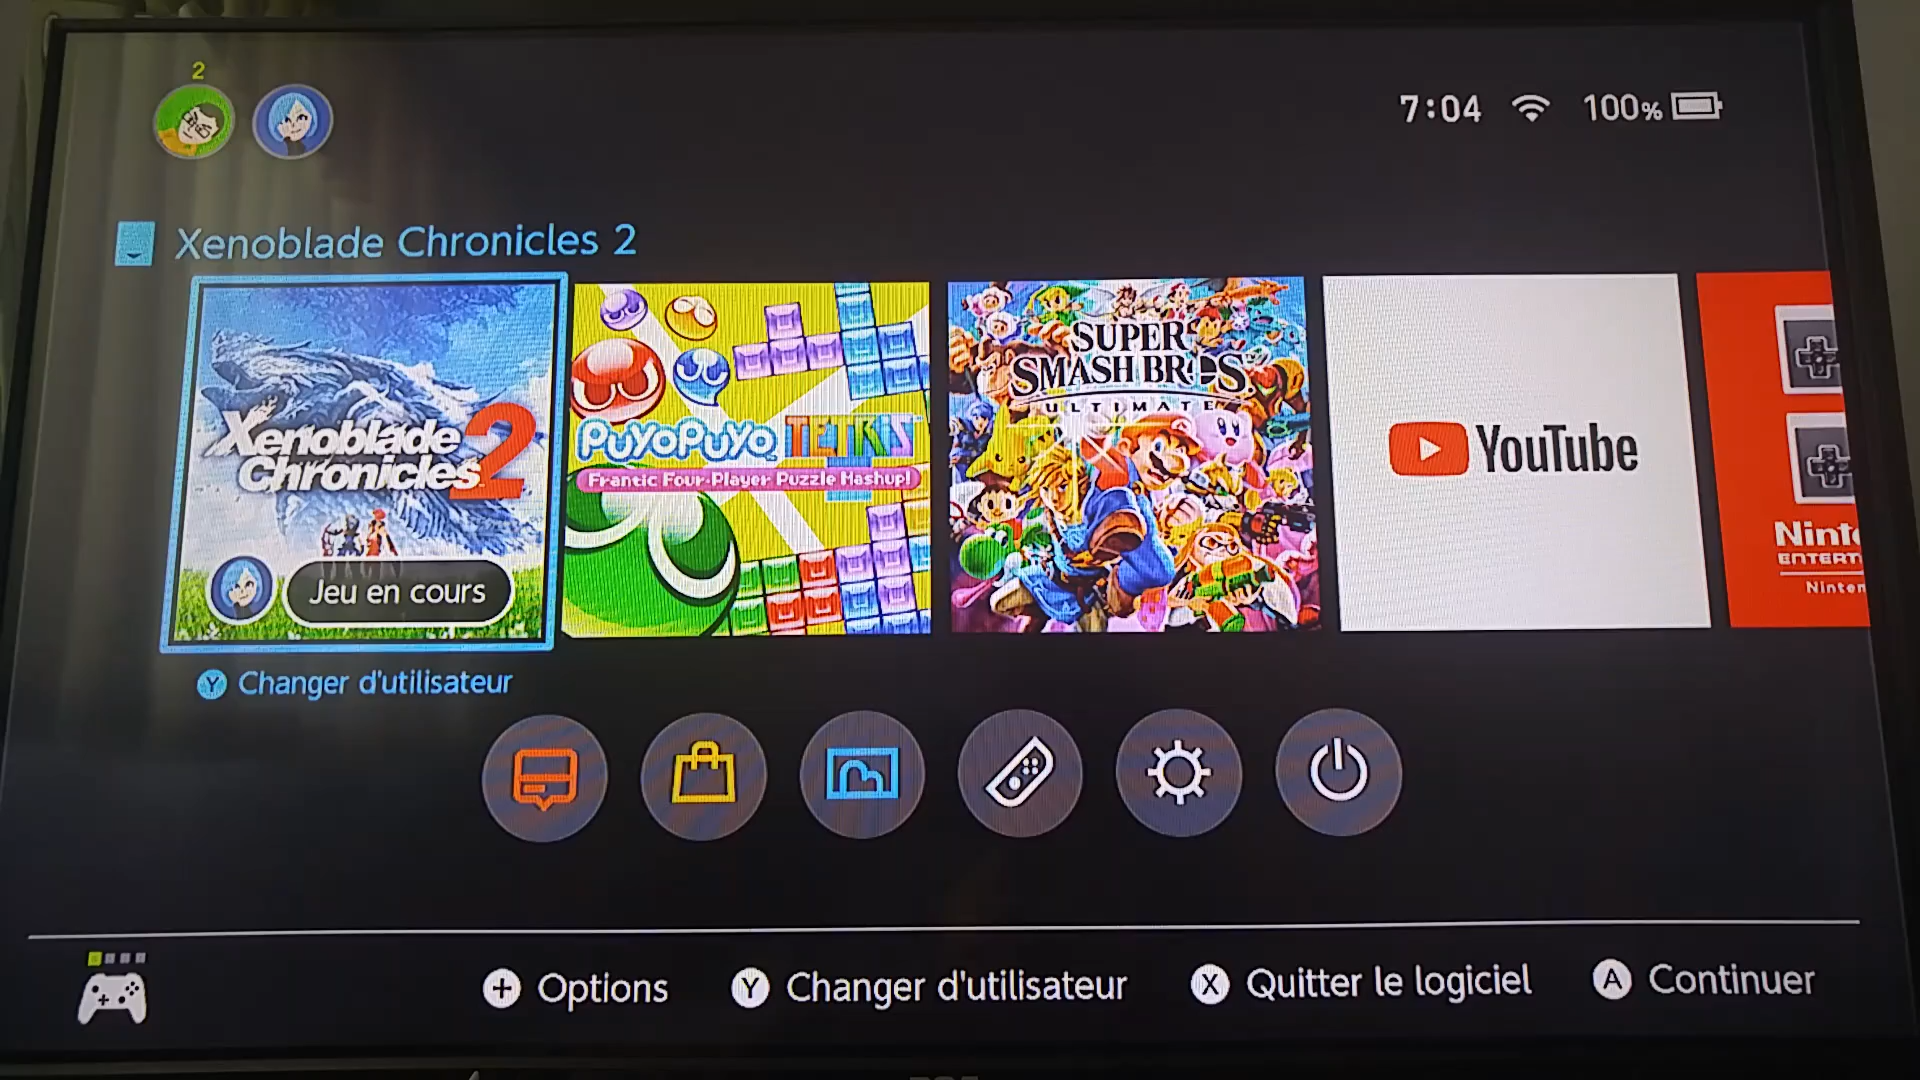 2
7:04
100%
Xenoblade Chronicles 2
Xenoblade
Chronicles 2
Jeu en cours
PuyoPuyo TETRIS
Frantic Four-Player Puzzle Mashup!
SUPER
SMASH BROS.
ULTIMATE
YouTube
Y Changer d'utilisateur
+ Options
Y Changer d'utilisateur
X Quitter le logiciel
A Continuer